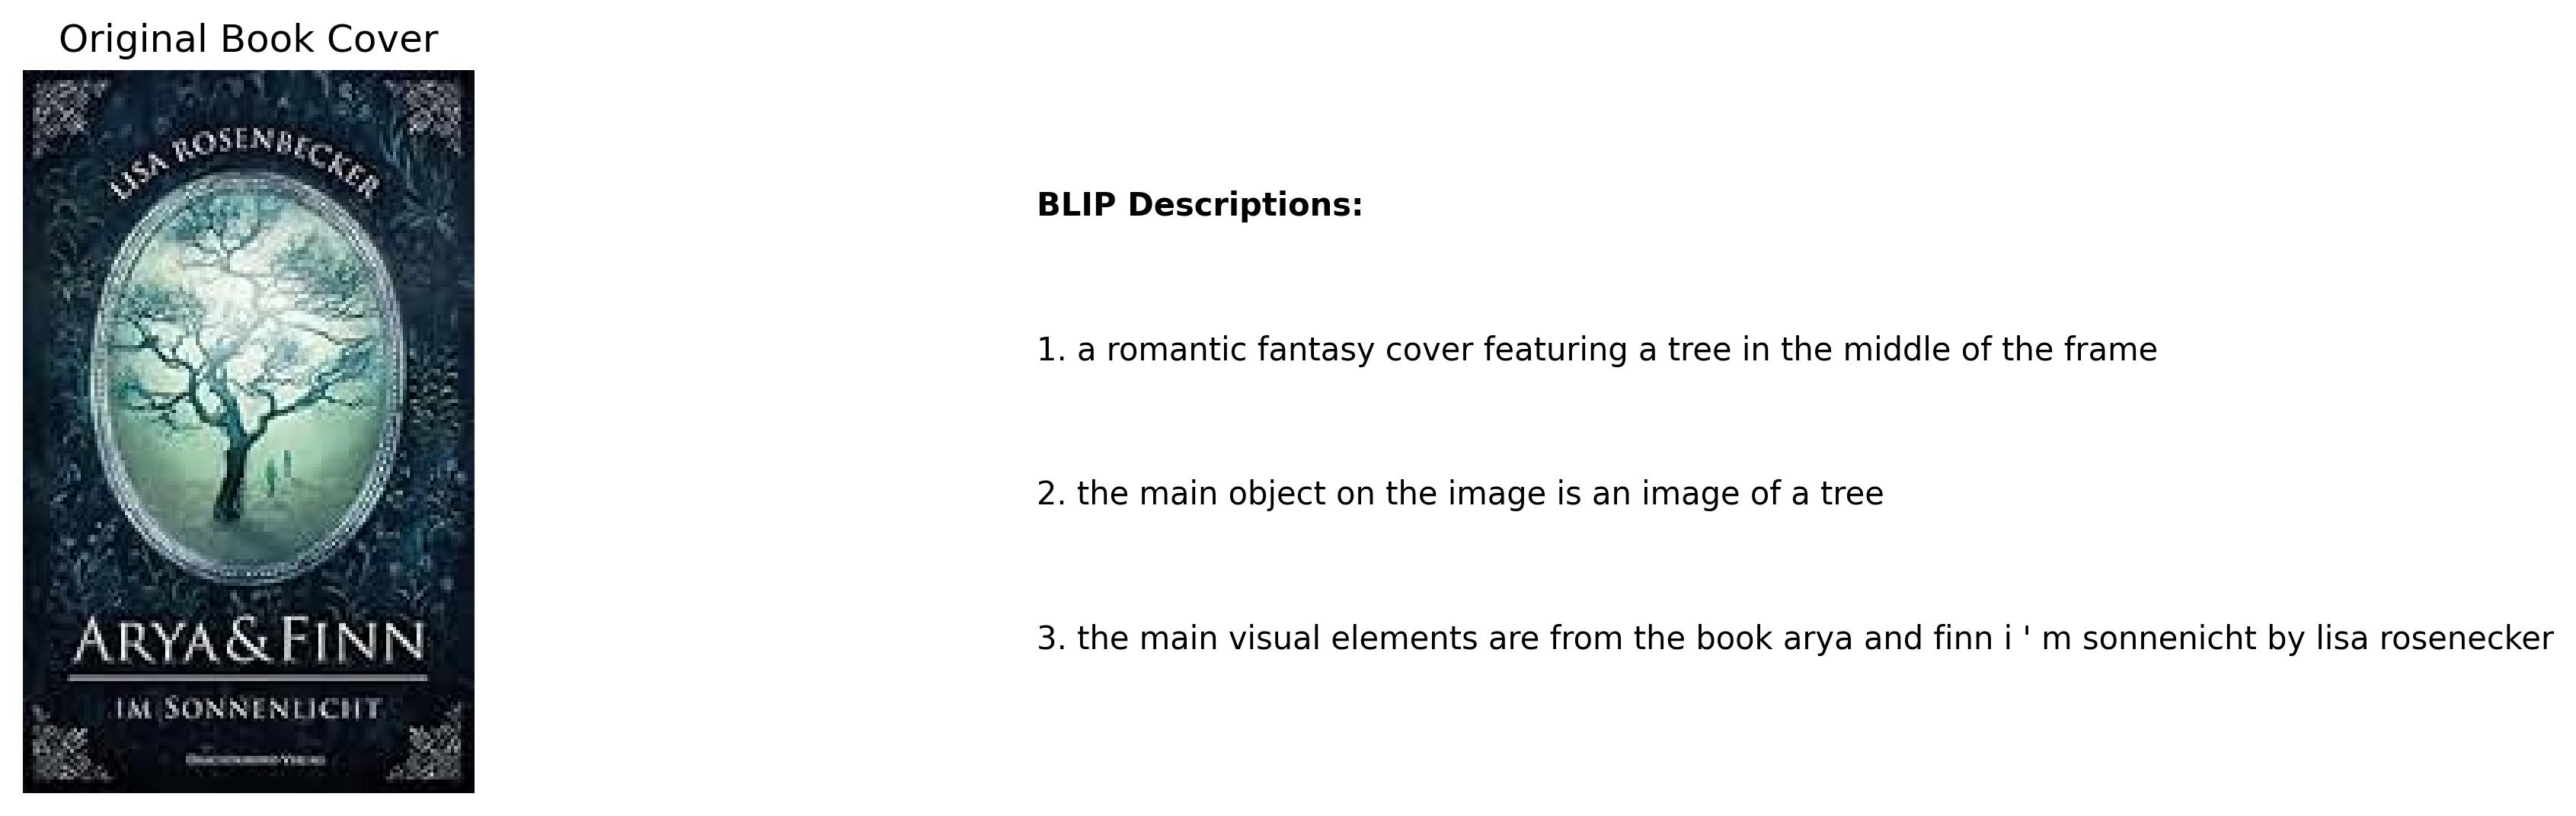 Original Book Cover
LISA ROSENBECKER
ARYA & FINN
IM SONNENLICHT
BLIP Descriptions:
1. a romantic fantasy cover featuring a tree in the middle of the frame
2. the main object on the image is an image of a tree
3. the main visual elements are from the book arya and finn i ' m sonnenicht by lisa rosenecker